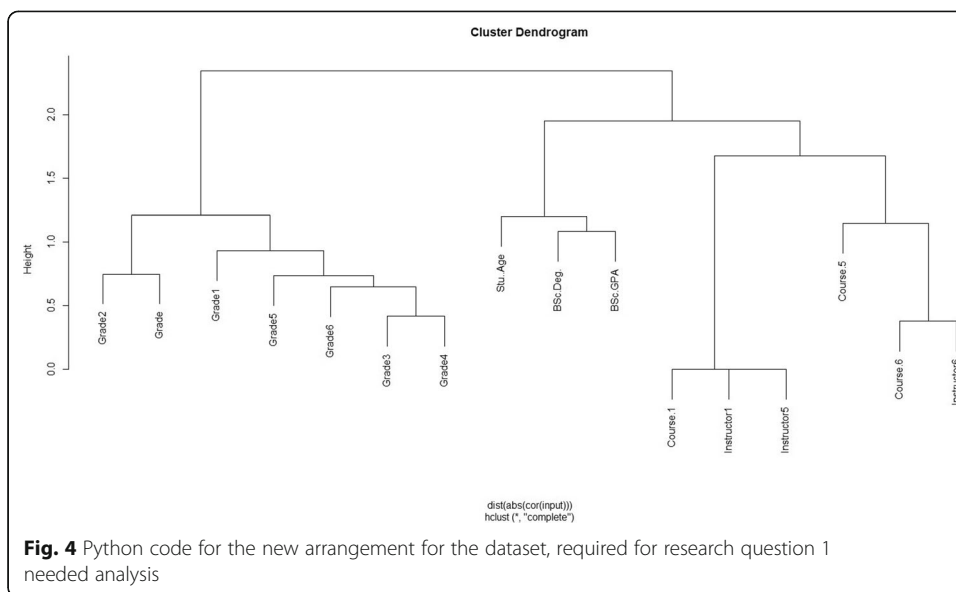 Cluster Dendrogram
Height
2.0
1.5
1.0
0.5
0.0
Grade2
Grade
Grade1
Grade5
Grade6
Grade3
Grade4
Stu..Age
BSc.Deg.
BSc.GPA
Course.1
Instructor1
Instructor5
Course.5
Course.6
Instructor6
dist(abs(cor(input)))
hclust (*, "complete")
Fig. 4 Python code for the new arrangement for the dataset, required for research question 1
needed analysis